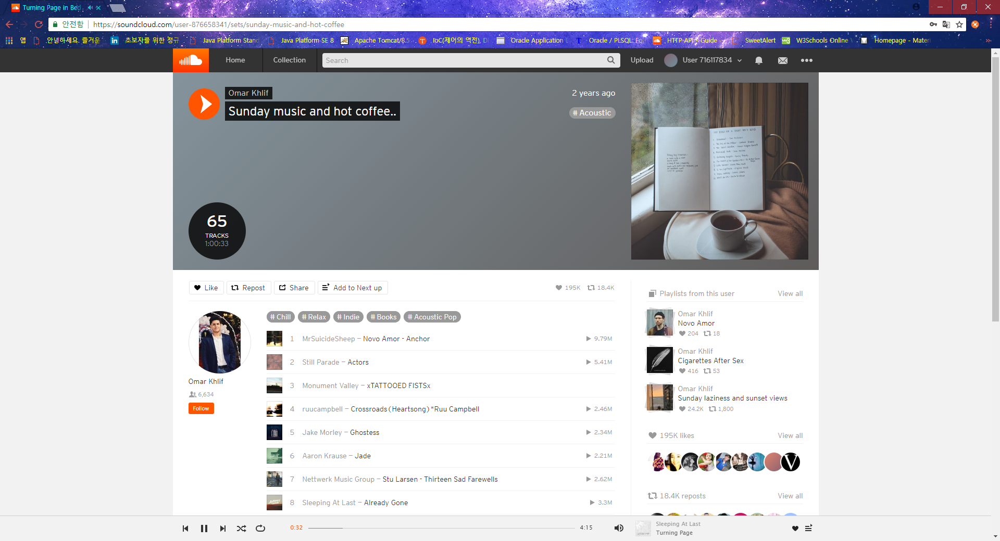 Turning Page in Bed
안전함 https://soundcloud.com/user-876658341/sets/sunday-music-and-hot-coffee
앱 .안녕하세요. 즐거운 초보자를 위한 정규 Java Platform Stand Java Platform SE 8 Apache Tomcat/8.5 IoC(제어의 역전), D Oracle Application Oracle / PLSQL: HTTP API - Guide SweetAlert W3Schools Online Homepage - Mater
Home Collection Search Upload User 716117834
Omar Khlif 2 years ago
Sunday music and hot coffee.. # Acoustic
65
TRACKS
1:00:33
Like Repost Share Add to Next up 195K 18.4K
# Chill # Relax # Indie # Books # Acoustic Pop
1 MrSuicideSheep – Novo Amor - Anchor 9.79M
2 Still Parade – Actors 5.41M
3 Monument Valley – xTATTOOED FISTSx
4 ruucampbell – Crossroads (Heartsong) *Ruu Campbell 2.46M
5 Jake Morley – Ghostess 2.34M
6 Aaron Krause – Jade 2.21M
7 Nettwerk Music Group – Stu Larsen - Thirteen Sad Farewells 2.62M
8 Sleeping At Last – Already Gone 3.3M
Omar Khlif
6,634
Follow
Playlists from this user View all
Omar Khlif
Novo Amor
204 18
Omar Khlif
Cigarettes After Sex
416 53
Omar Khlif
Sunday laziness and sunset views
24.2K 1,800
195K likes View all
18.4K reposts View all
0:32 4:15
Sleeping At Last
Turning Page